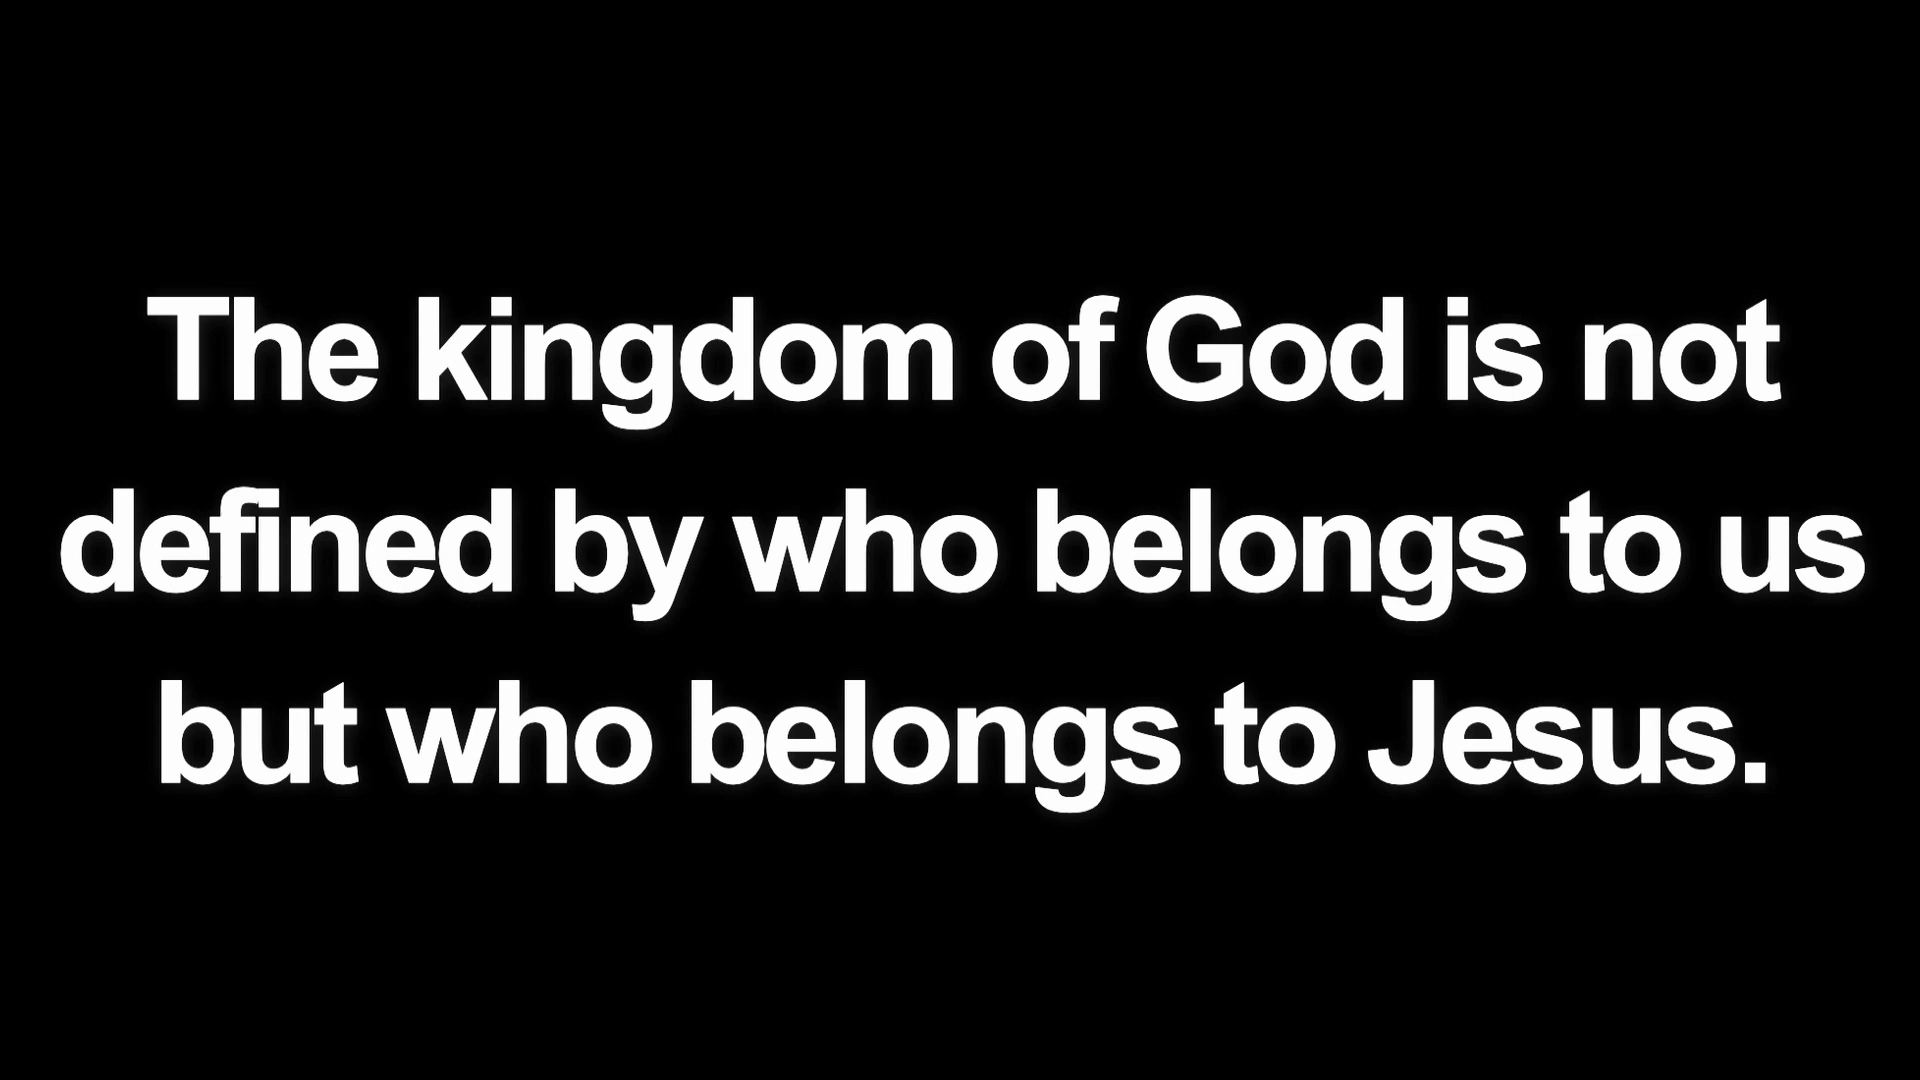 The kingdom of God is not
defined by who belongs to us
but who belongs to Jesus.